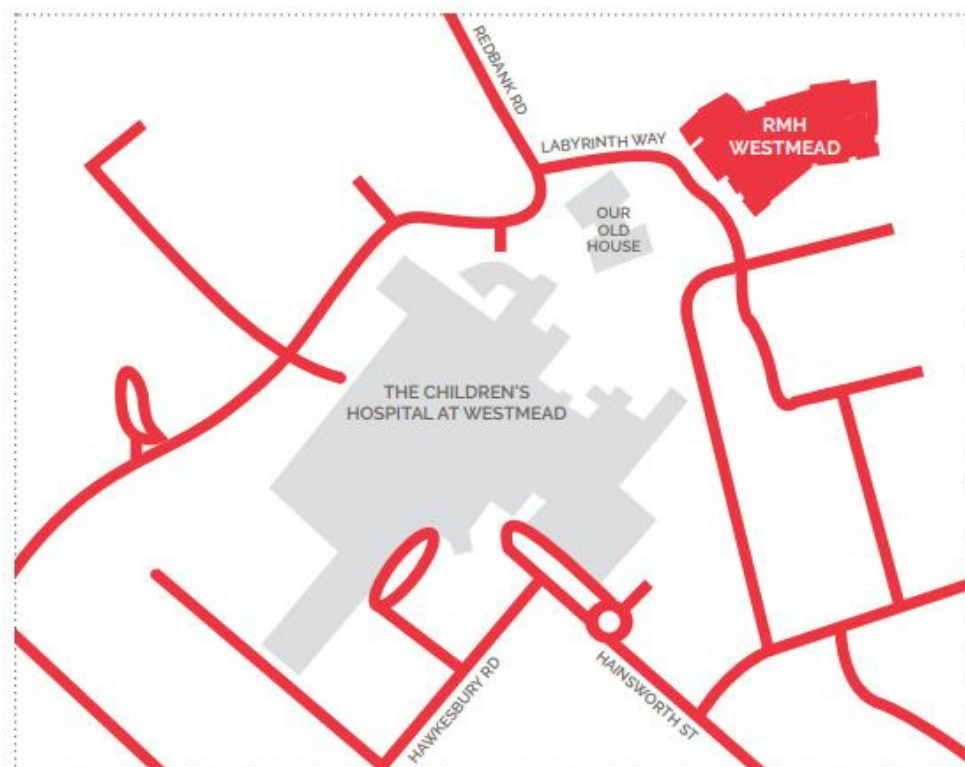 REDBANK RD
LABYRINTH WAY
RMH
WESTMEAD
OUR
OLD
HOUSE
THE CHILDREN'S
HOSPITAL AT WESTMEAD
HAWKESBURY RD
HAINSWORTH ST